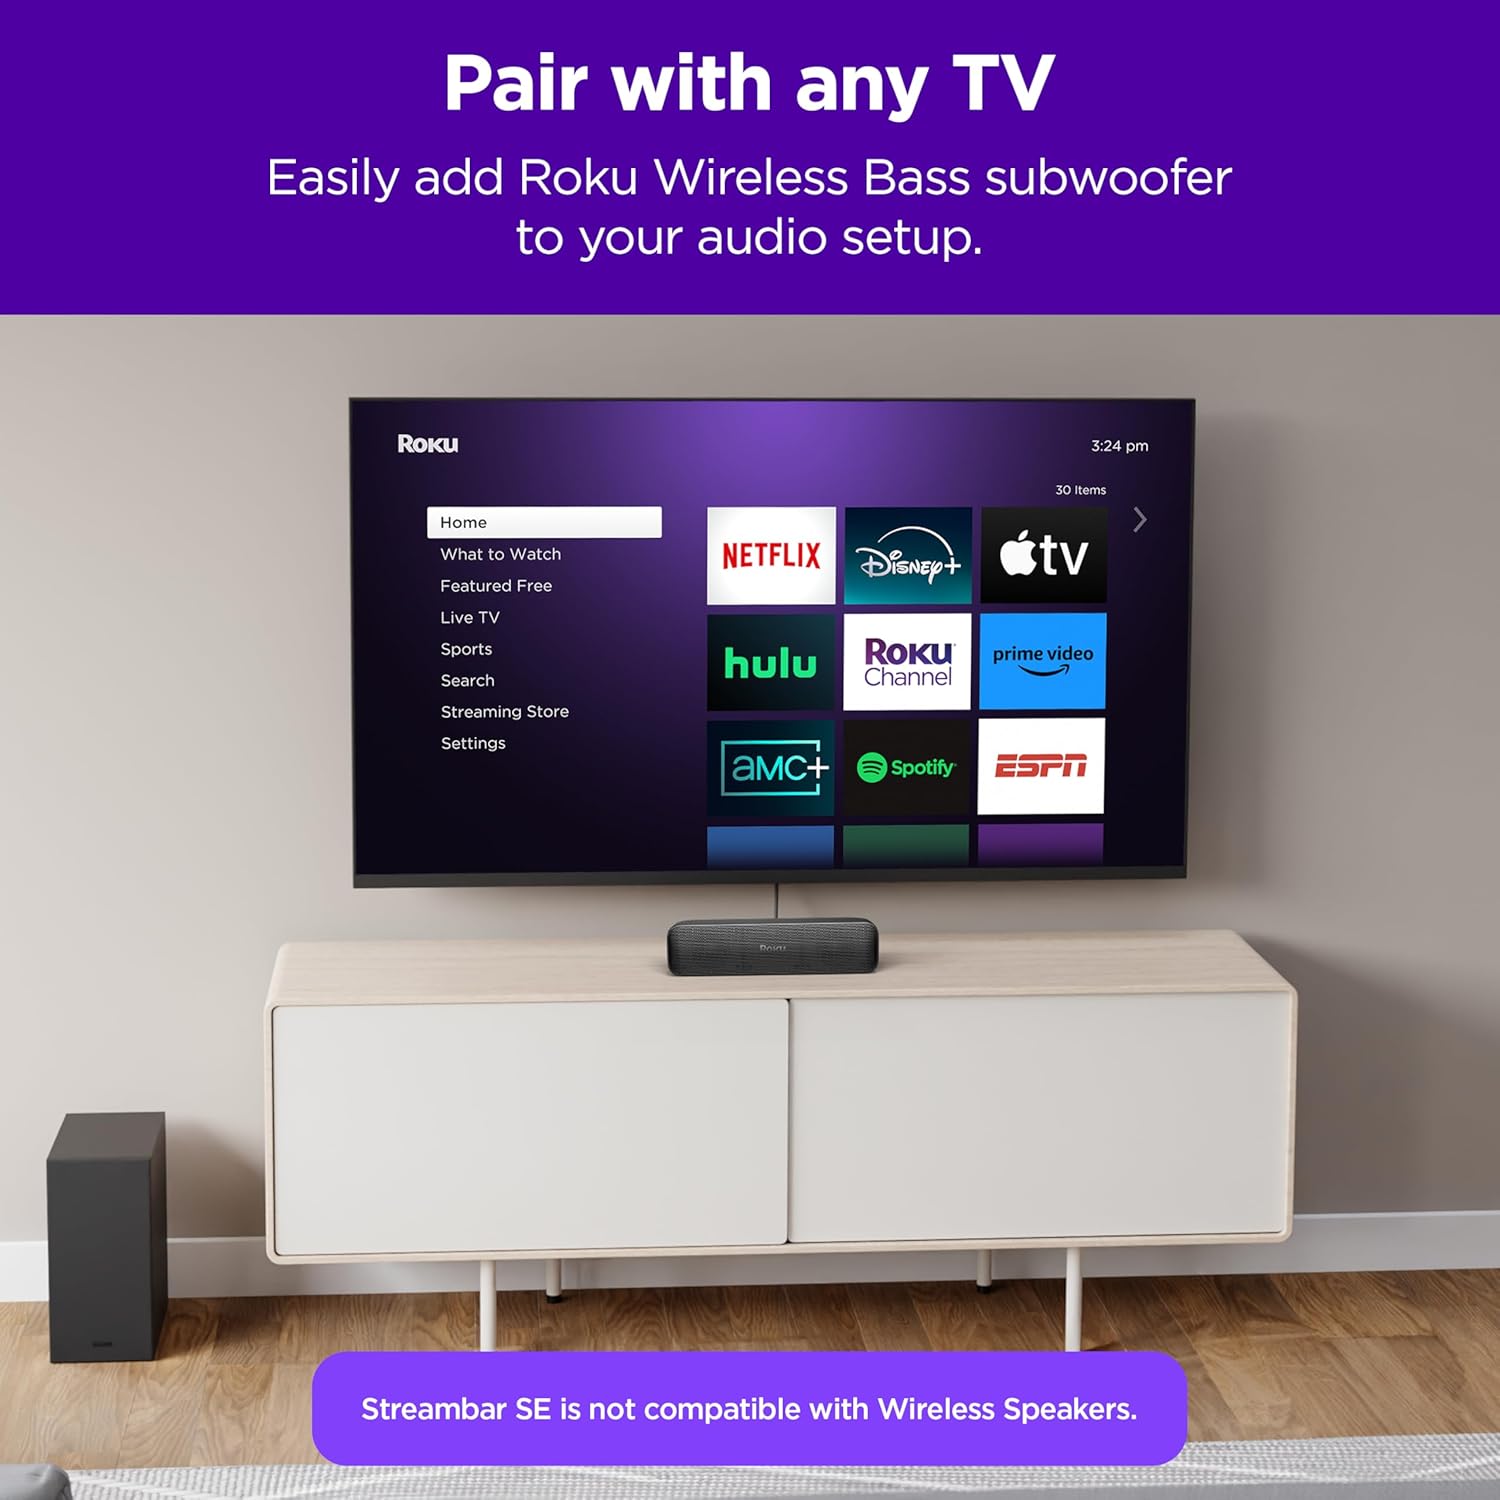 Pair with any TV
Easily add Roku Wireless Bass subwoofer
to your audio setup.
Roku
3:24 pm
30 Items
Home
What to Watch
Featured Free
Live TV
Sports
Search
Streaming Store
Settings
NETFLIX
Disney+
tv
hulu
Roku
Channel
prime video
aMC+
Spotify
ESPN
Roku
Streambar SE is not compatible with Wireless Speakers.